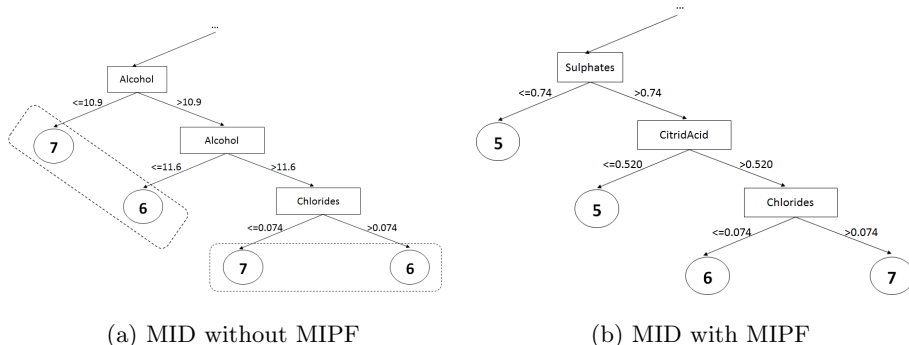 ...
Alcohol
<=10.9
>10.9
7
Alcohol
<=11.6
>11.6
6
Chlorides
<=0.074
>0.074
7
6
(a) MID without MIPF
...
Sulphates
<=0.74
>0.74
5
CitridAcid
<=0.520
>0.520
5
Chlorides
<=0.074
>0.074
6
7
(b) MID with MIPF